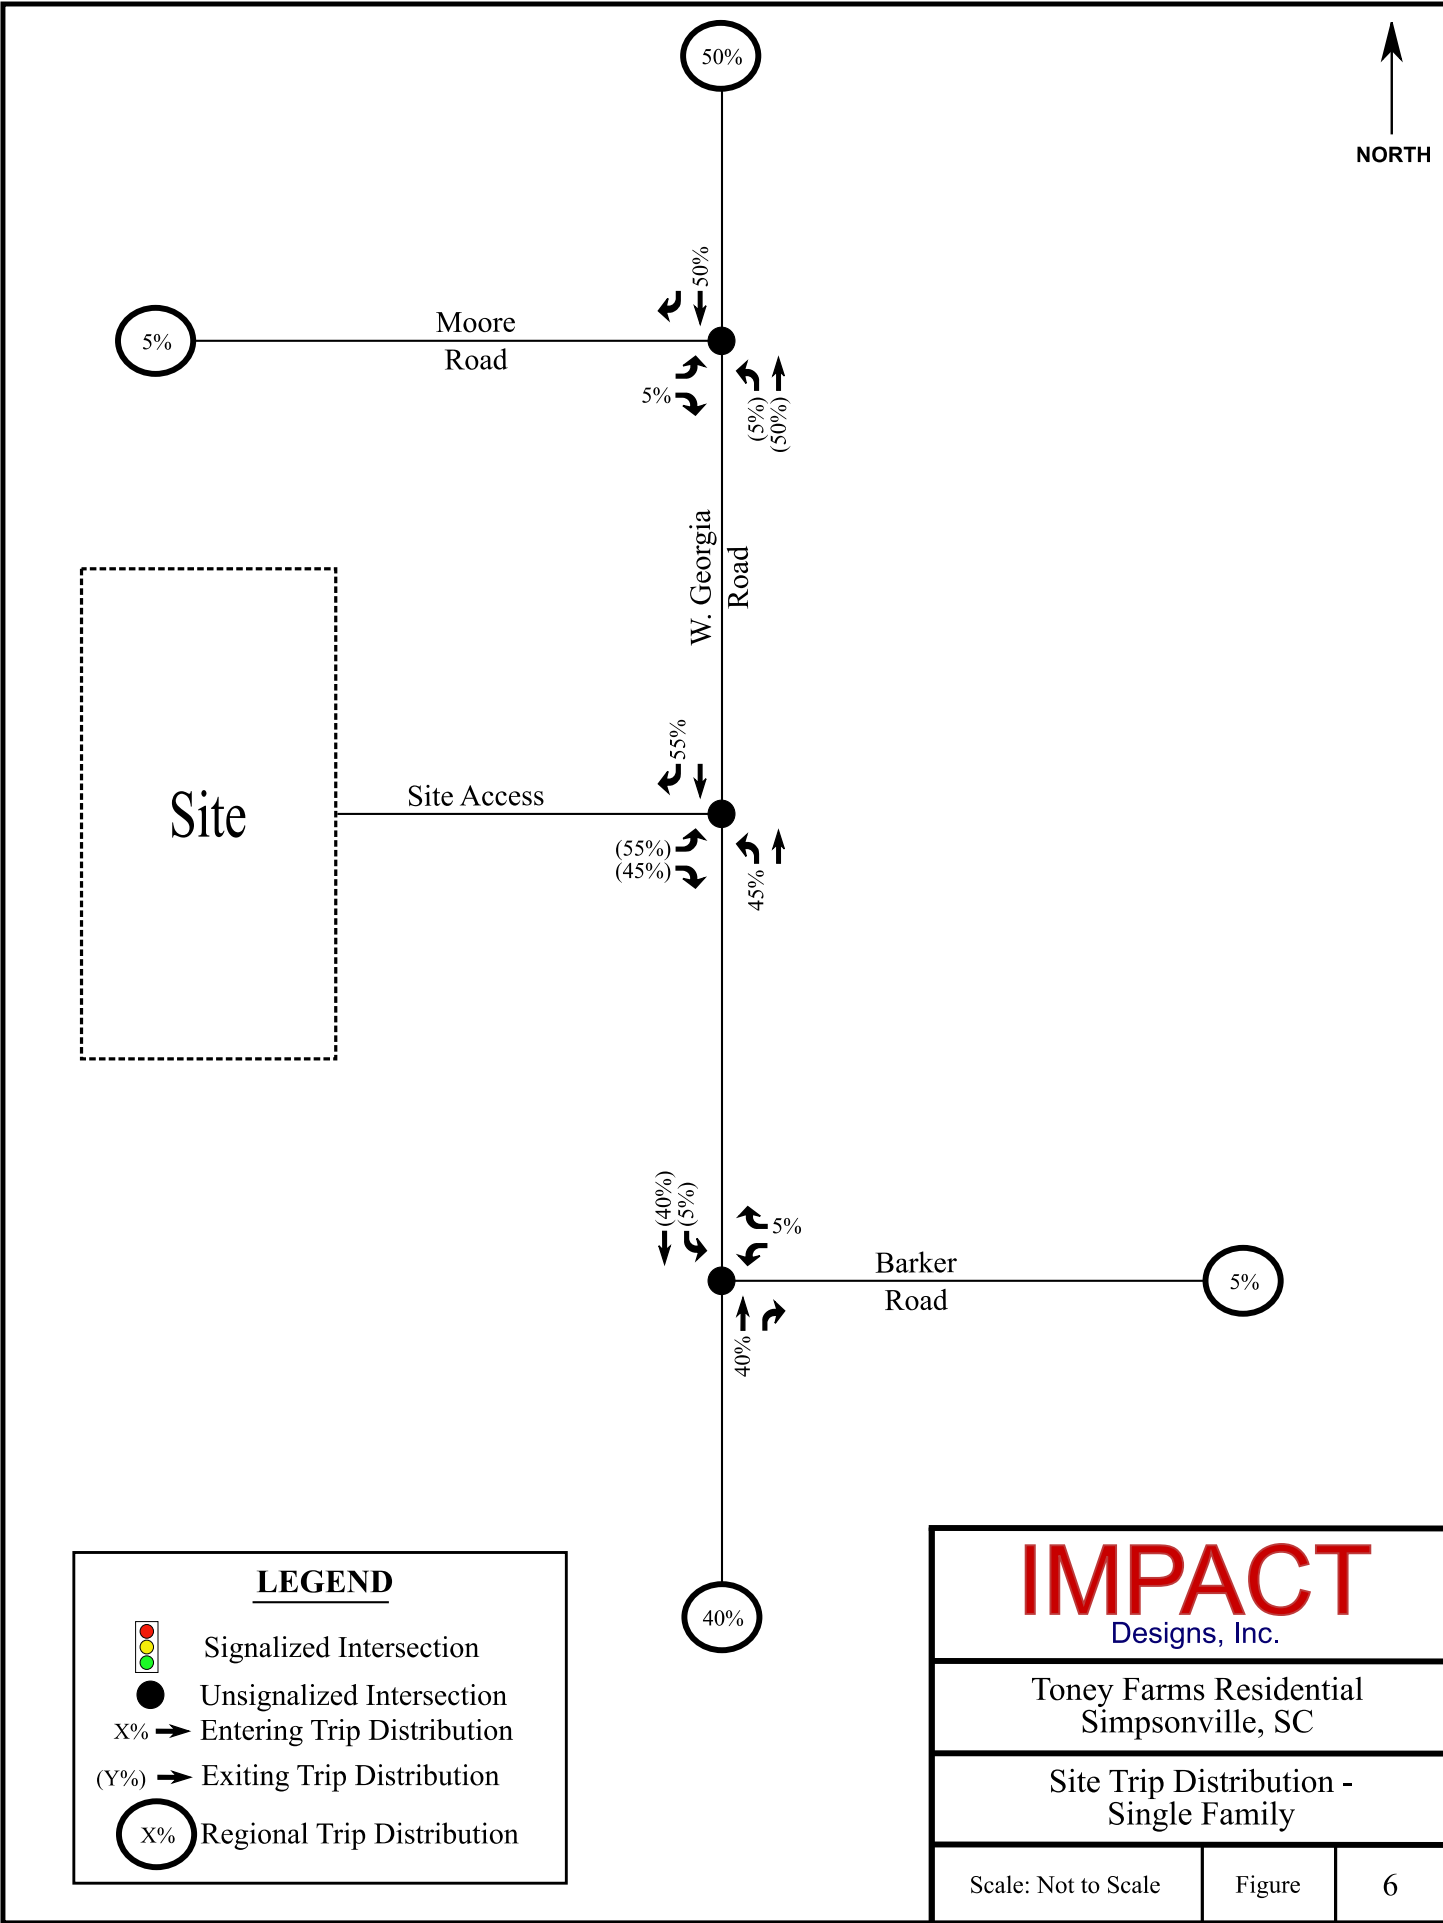 50%
NORTH
50%
Moore
Road
5%
5%
(5%)
(50%)
W. Georgia
Road
55%
Site
Site Access
(55%)
(45%)
45%
(40%)
(5%)
5%
Barker
Road
5%
40%
40%
LEGEND
Signalized Intersection
Unsignalized Intersection
X% Entering Trip Distribution
(Y%) Exiting Trip Distribution
X% Regional Trip Distribution
IMPACT
Designs, Inc.
Toney Farms Residential
Simpsonville, SC
Site Trip Distribution -
Single Family
Scale: Not to Scale Figure 6